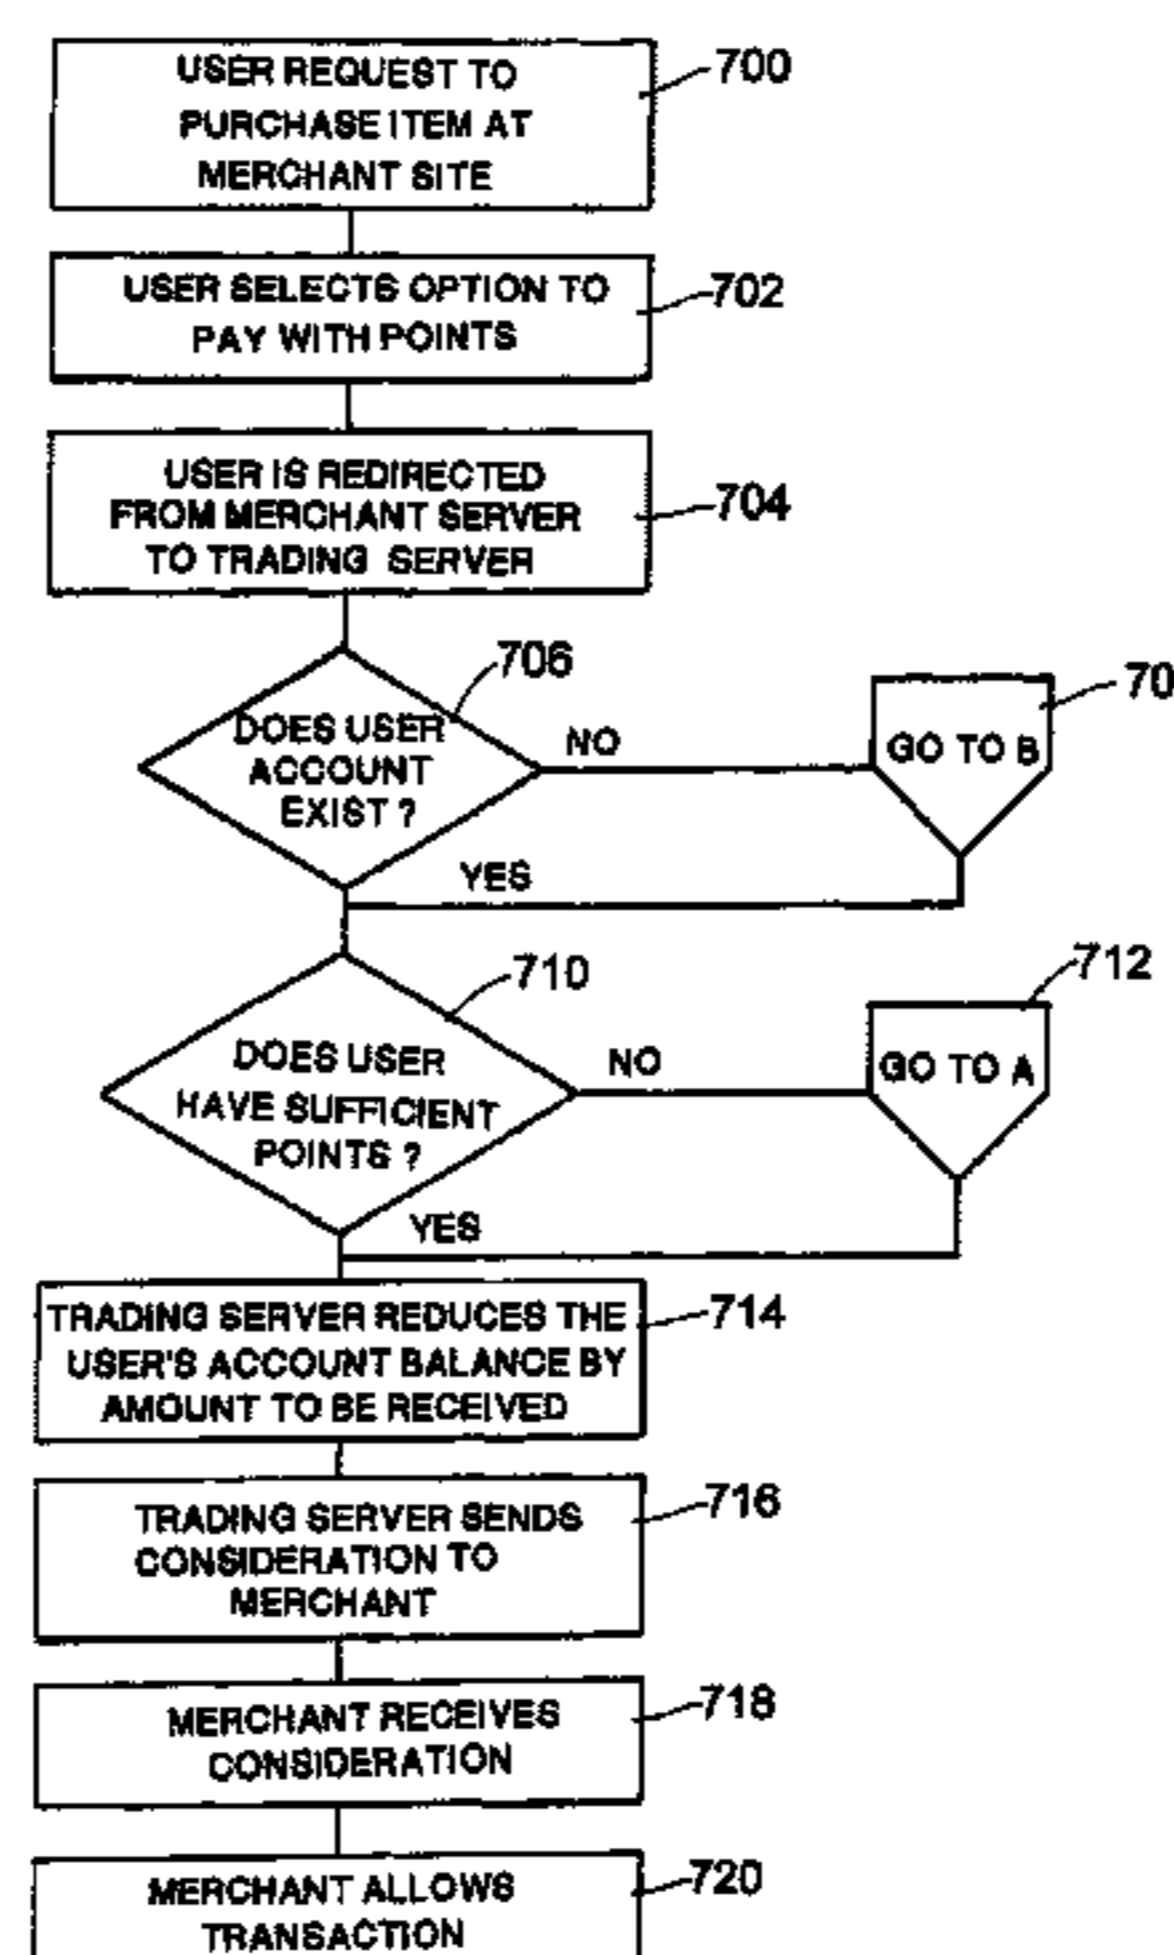 USER REQUEST TO
PURCHASE ITEM AT
MERCHANT SITE
700
USER SELECTS OPTION TO
PAY WITH POINTS
702
USER IS REDIRECTED
FROM MERCHANT SERVER
TO TRADING SERVER
704
706
DOES USER
ACCOUNT
EXIST ?
NO
GO TO B
70
YES
710
DOES USER
HAVE SUFFICIENT
POINTS ?
NO
GO TO A
712
YES
TRADING SERVER REDUCES THE
USER'S ACCOUNT BALANCE BY
AMOUNT TO BE RECEIVED
714
TRADING SERVER SENDS
CONSIDERATION TO
MERCHANT
716
MERCHANT RECEIVES
CONSIDERATION
718
MERCHANT ALLOWS
TRANSACTION
720